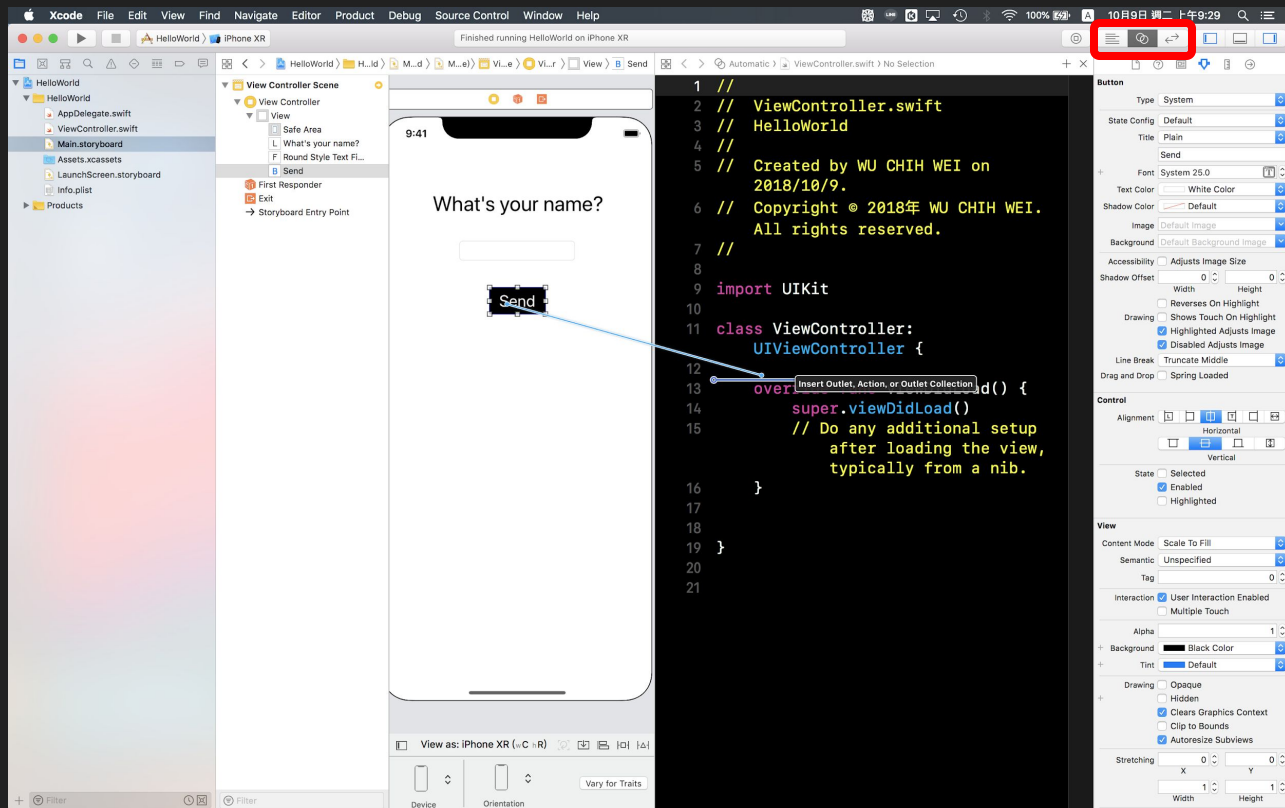 Xcode File Edit View Find Navigate Editor Product Debug Source Control Window Help 100% A 10月9日 週二 上午9:29
HelloWorld iPhone XR Finished running HelloWorld on iPhone XR
HelloWorld
HelloWorld
AppDelegate.swift
ViewController.swift
Main.storyboard
Assets.xcassets
LaunchScreen.storyboard
Info.plist
Products
Filter
HelloWorld H...ld M...d M...e) Vi...e Vi...r View B Send
View Controller Scene
View Controller
View
Safe Area
L What's your name?
F Round Style Text Fi...
B Send
First Responder
Exit
Storyboard Entry Point
Filter
9:41
What's your name?
Send
View as: iPhone XR (wC hR)
Device
Orientation
Vary for Traits
Automatic ViewController.swift No Selection
1 //
2 // ViewController.swift
3 // HelloWorld
4 //
5 // Created by WU CHIH WEI on
2018/10/9.
6 // Copyright © 2018年 WU CHIH WEI.
All rights reserved.
7 //
8
9 import UIKit
10
11 class ViewController:
UIViewController {
12
Insert Outlet, Action, or Outlet Collection
13 d() {
14 super.viewDidLoad()
15 // Do any additional setup
after loading the view,
typically from a nib.
16 }
17
18
19 }
20
21
Button
Type System
State Config Default
Title Plain
Send
Font System 25.0
Text Color White Color
Shadow Color Default
Image Default Image
Background Default Background Image
Accessibility Adjusts Image Size
Shadow Offset 0 0
Width Height
Reverses On Highlight
Drawing Shows Touch On Highlight
Highlighted Adjusts Image
Disabled Adjusts Image
Line Break Truncate Middle
Drag and Drop Spring Loaded
Control
Alignment
Horizontal
Vertical
State Selected
Enabled
Highlighted
View
Content Mode Scale To Fill
Semantic Unspecified
Tag 0
Interaction User Interaction Enabled
Multiple Touch
Alpha 1
Background Black Color
Tint Default
Drawing Opaque
Hidden
Clears Graphics Context
Clip to Bounds
Autoresize Subviews
Stretching 0 0
X Y
1 1
Width Height